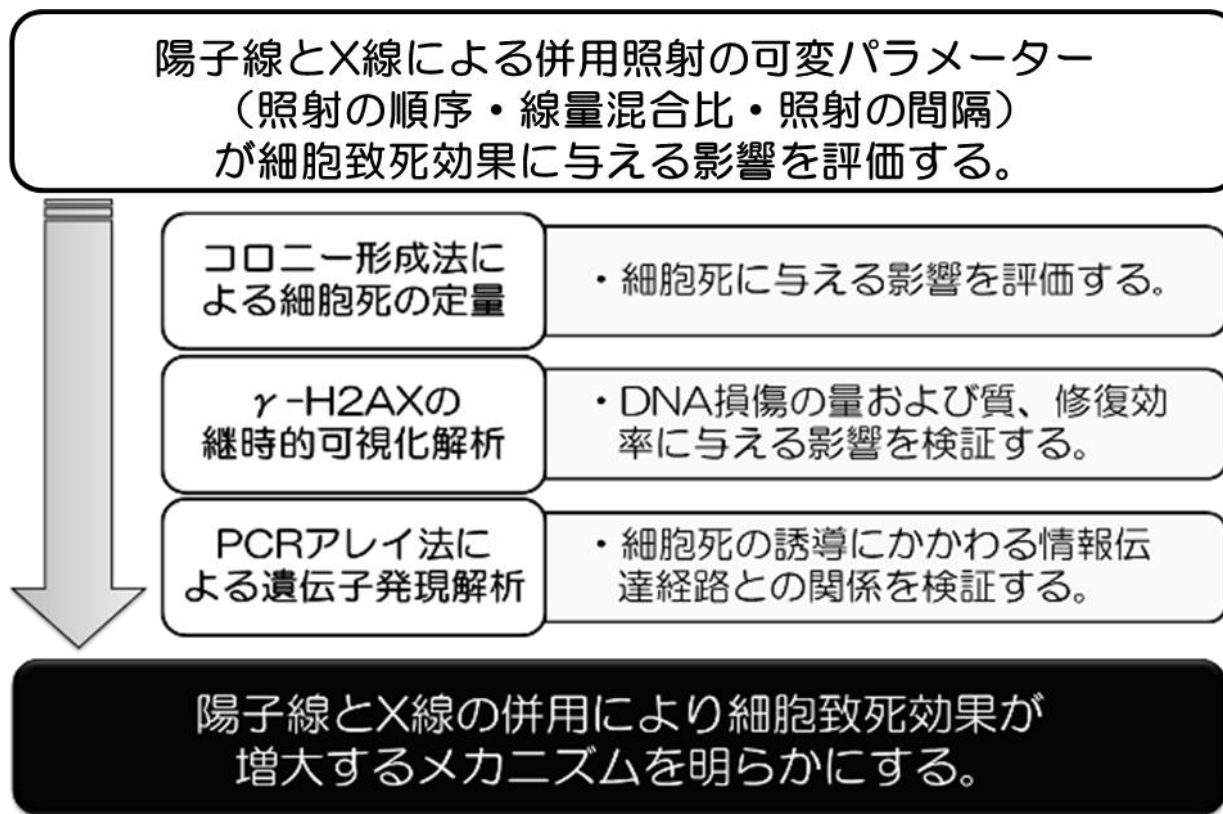 陽子線とX線による併用照射の可変パラメーター
（照射の順序・線量混合比・照射の間隔）
が細胞致死効果に与える影響を評価する。
コロニー形成法に
よる細胞死の定量
・細胞死に与える影響を評価する。
γ-H2AXの
継時的可視化解析
・DNA損傷の量および質、修復効
率に与える影響を検証する。
PCRアレイ法に
よる遺伝子発現解析
・細胞死の誘導にかかわる情報伝
達経路との関係を検証する。
陽子線とX線の併用により細胞致死効果が
増大するメカニズムを明らかにする。